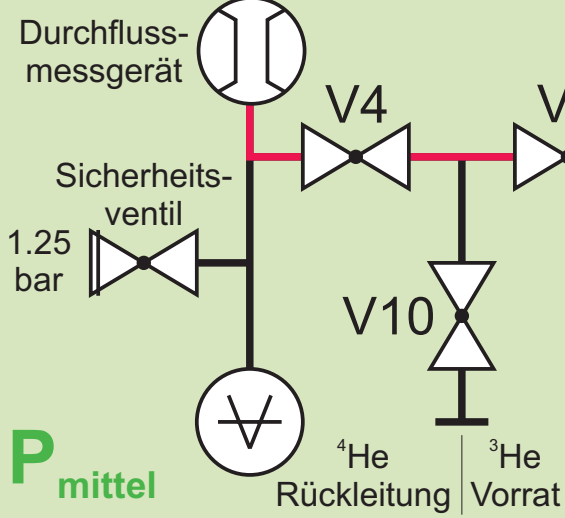 Durchfluss-
messgerät
V4
V
Sicherheits-
ventil
1.25
bar
V10
P mittel
⁴He
Rückleitung
³He
Vorrat